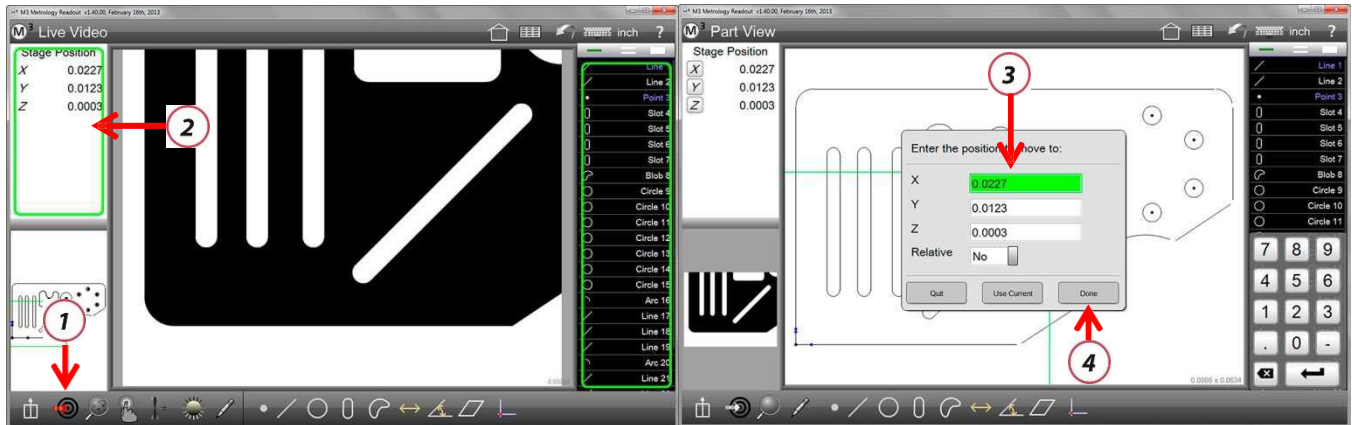 M3 Metrology Readout v1.40.00, February 16th, 2013
M3 Live Video
inch ?
Stage Position
X 0.0227
Y 0.0123
Z 0.0003
2
1
Line
Line 2
Point 3
Slot 4
Slot 5
Slot 6
Slot 7
Blob 8
Circle 9
Circle 10
Circle 11
Circle 12
Circle 13
Circle 14
Circle 15
Arc 16
Line 17
Line 18
Line 19
Arc 20
Line 21
M3 Metrology Readout v1.40.00, February 16th, 2013
M3 Part View
inch ?
Stage Position
X 0.0227
Y 0.0123
Z 0.0003
3
Enter the position to move to:
X 0.0227
Y 0.0123
Z 0.0003
Relative No
Quit Use Current Done
4
0.0866 x 0.0634
Line 1
Line 2
Point 3
Slot 4
Slot 5
Slot 6
Slot 7
Blob 8
Circle 9
Circle 10
Circle 11
7 8 9
4 5 6
1 2 3
. 0 -